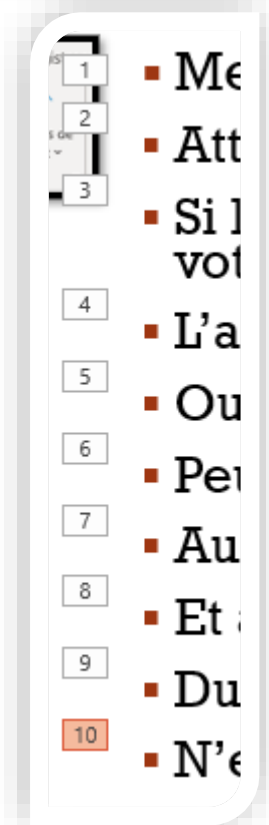 1 ▪ Me
2 ▪ Att
3 ▪ Si l
vot
4 ▪ L'a
5 ▪ Ou
6 ▪ Peu
7 ▪ Au
8 ▪ Et
9 ▪ Du
10 ▪ N'e